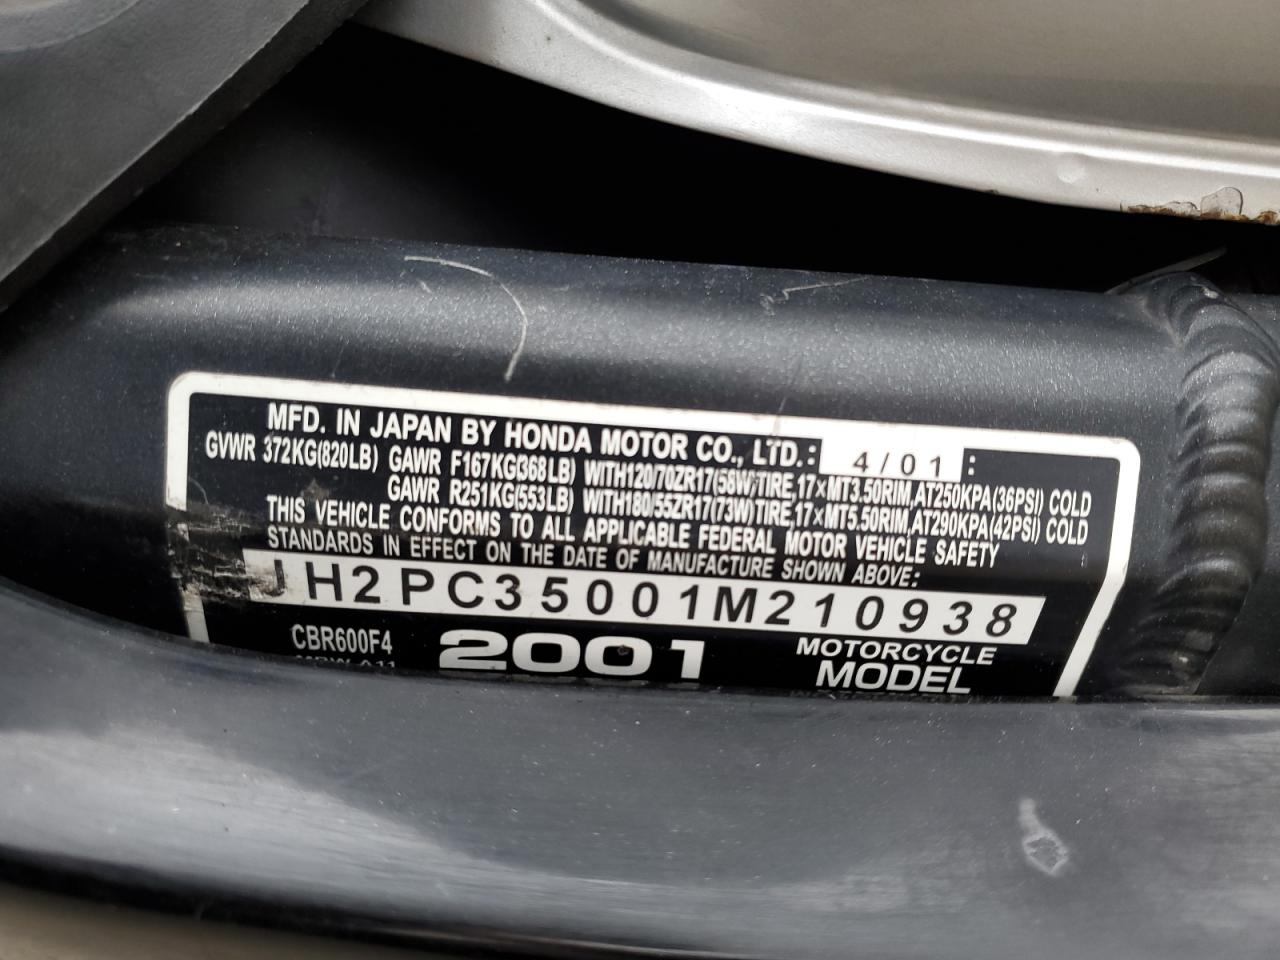 MFD. IN JAPAN BY HONDA MOTOR CO., LTD.: 4/01 :
GVWR 372KG(820LB) GAWR F167KG(368LB) WITH120/70ZR17(58W)TIRE,17×MT3.50RIM,AT250KPA(36PSI) COLD
GAWR R251KG(553LB) WITH180/55ZR17(73W)TIRE,17×MT5.50RIM,AT290KPA(42PSI) COLD
THIS VEHICLE CONFORMS TO ALL APPLICABLE FEDERAL MOTOR VEHICLE SAFETY
STANDARDS IN EFFECT ON THE DATE OF MANUFACTURE SHOWN ABOVE:
JH2PC35001M210938
CBR600F4 2001 MOTORCYCLE
MODEL